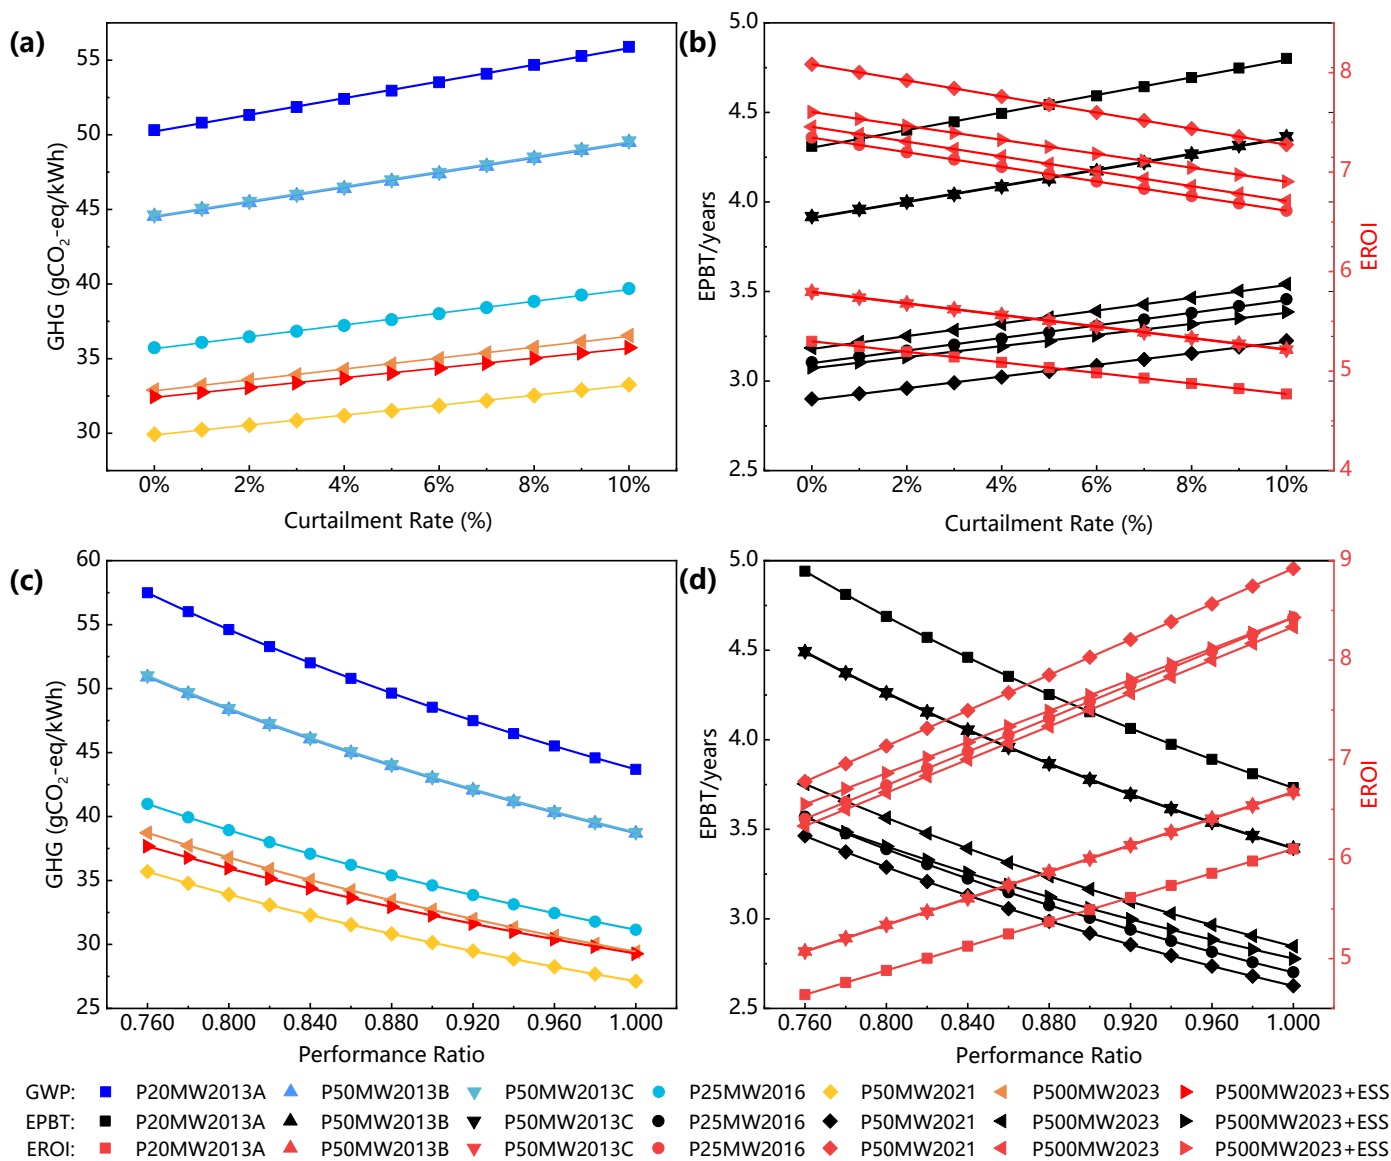 (a)
GHG (gCO₂-eq/kWh)
55
50
45
40
35
30
0% 2% 4% 6% 8% 10%
Curtailment Rate (%)
(b)
EPBT/years
5.0
4.5
4.0
3.5
3.0
2.5
8
7
6
5
4
EROI
0% 2% 4% 6% 8% 10%
Curtailment Rate (%)
(c)
GHG (gCO₂-eq/kWh)
60
55
50
45
40
35
30
25
0.760 0.800 0.840 0.880 0.920 0.960 1.000
Performance Ratio
(d)
EPBT/years
5.0
4.5
4.0
3.5
3.0
2.5
9
8
7
6
5
EROI
0.760 0.800 0.840 0.880 0.920 0.960 1.000
Performance Ratio
GWP: P20MW2013A P50MW2013B P50MW2013C P25MW2016 P50MW2021 P500MW2023 P500MW2023+ESS
EPBT: P20MW2013A P50MW2013B P50MW2013C P25MW2016 P50MW2021 P500MW2023 P500MW2023+ESS
EROI: P20MW2013A P50MW2013B P50MW2013C P25MW2016 P50MW2021 P500MW2023 P500MW2023+ESS